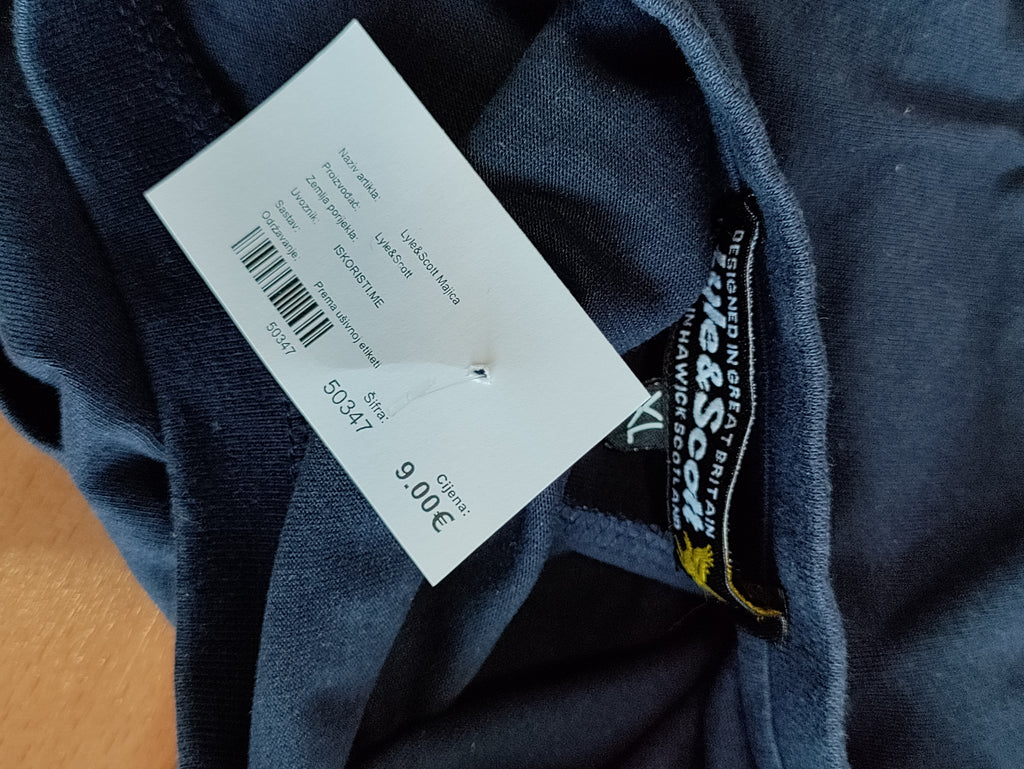 Naziv artikla: Lyle&Scott Majica
Proizvođač: Lyle&Scott
Zemlja porijekla:
Uvoznik: ISKORISTI.ME
Sastav: Prema ušivnoj etiketi
Održavanje:
50347
Šifra:
50347
Cijena:
9.00€
XL
DESIGNED IN GREAT BRITAIN
Lyle&Scott
IN HAWICK SCOTLAND